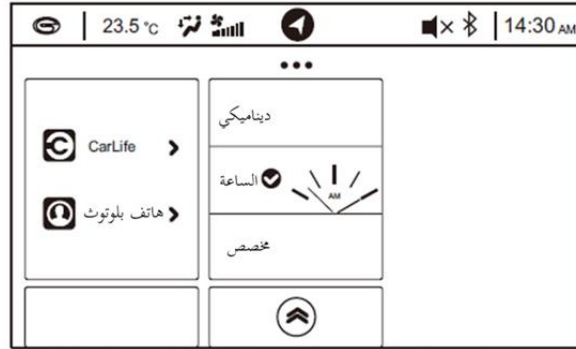 23.5 °C
14:30 AM
CarLife
هاتف بلوتوث
ديناميكي
الساعة
AM
مخصص